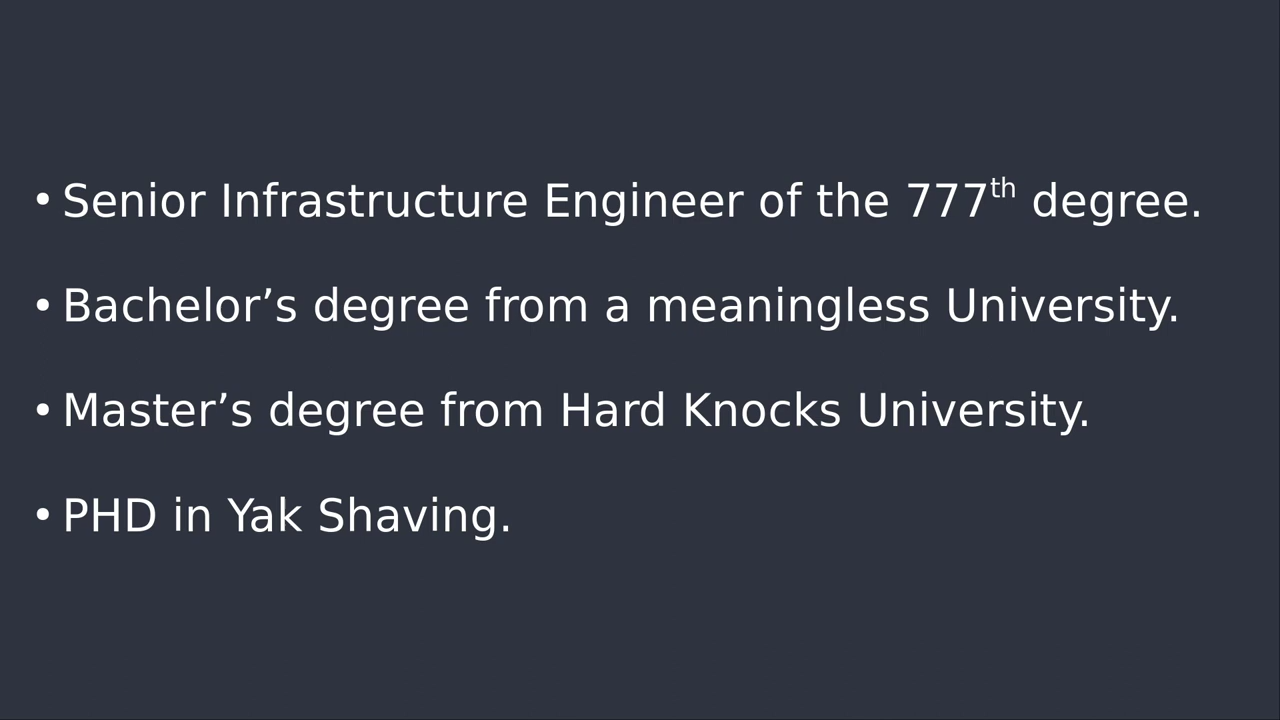 • Senior Infrastructure Engineer of the 777th degree.
• Bachelor’s degree from a meaningless University.
• Master’s degree from Hard Knocks University.
• PHD in Yak Shaving.